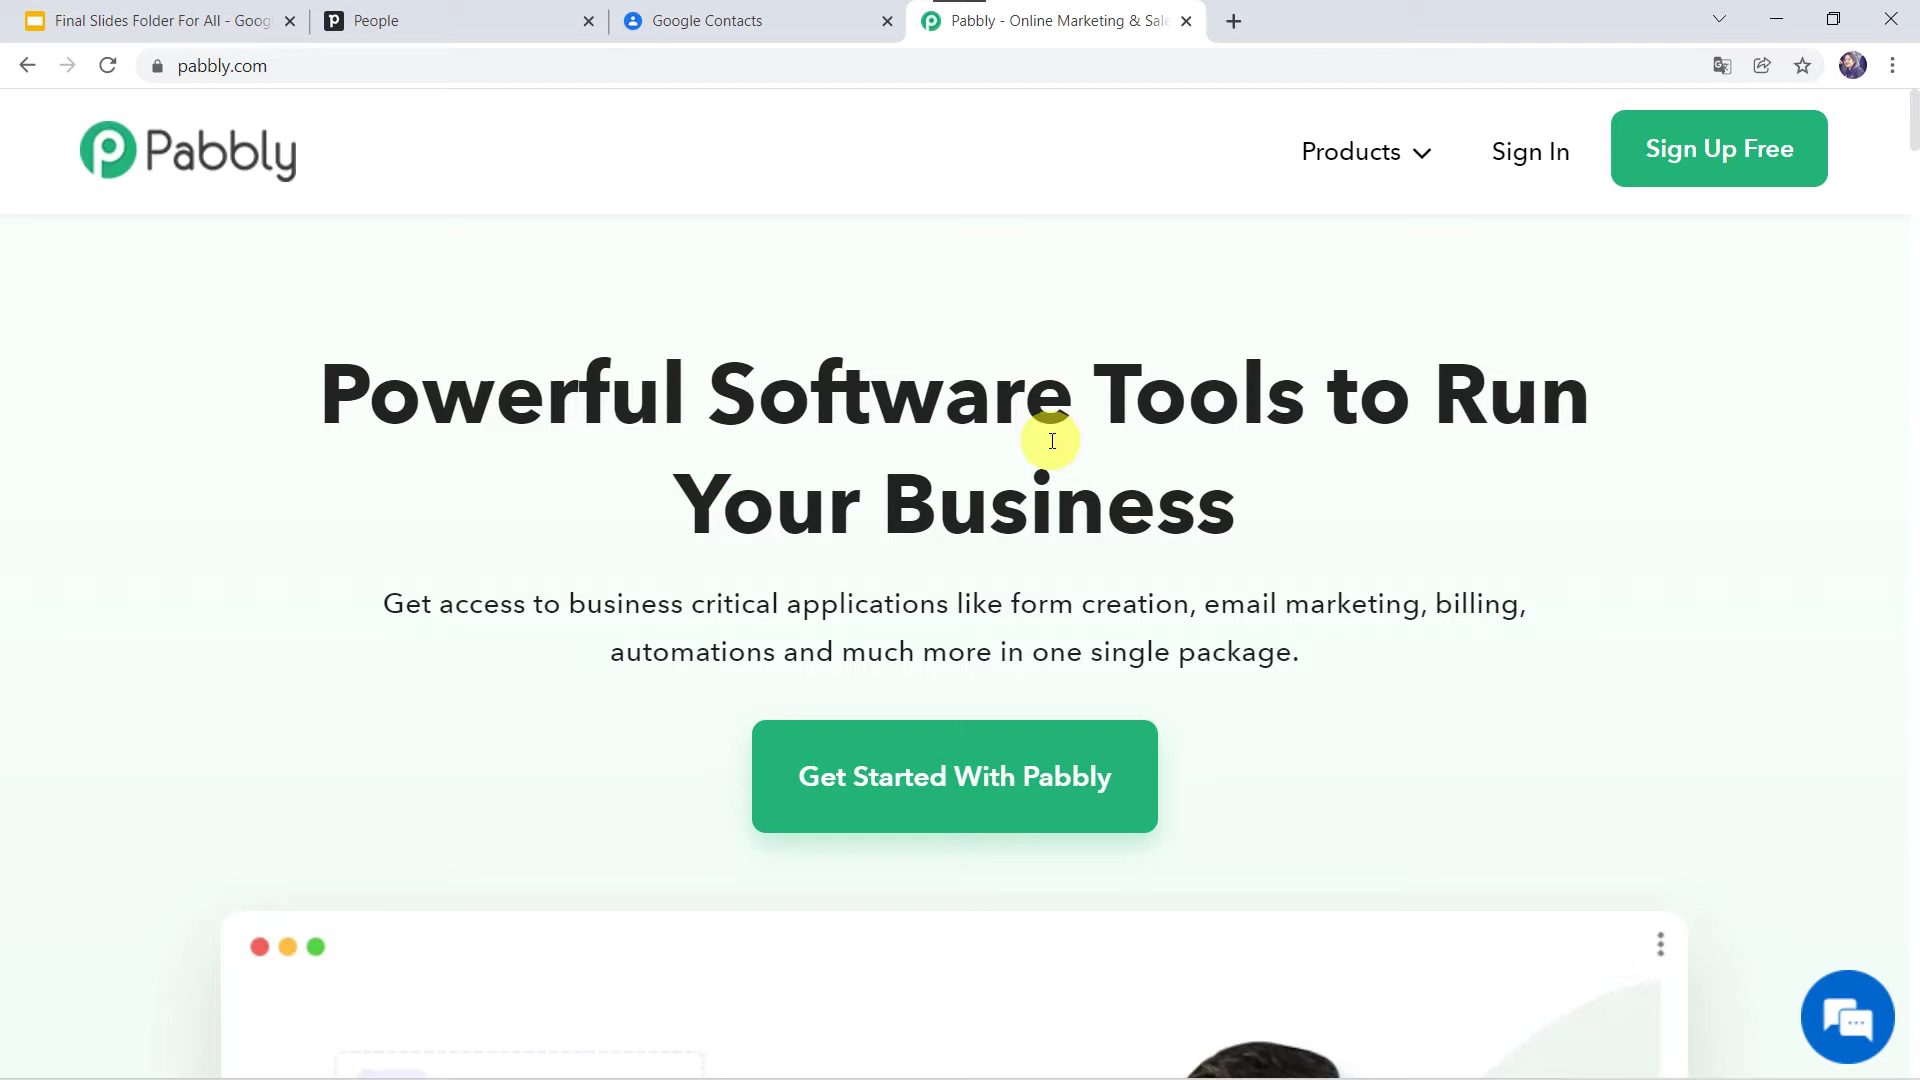 Final Slides Folder For All - Goog
People
Google Contacts
Pabbly - Online Marketing & Sale
pabbly.com
Pabbly
Products
Sign In
Sign Up Free
Powerful Software Tools to Run
Your Business
Get access to business critical applications like form creation, email marketing, billing,
automations and much more in one single package.
Get Started With Pabbly